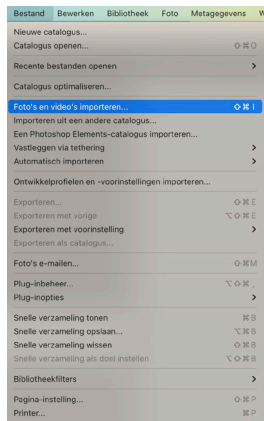 Bestand Bewerken Bibliotheek Foto Metagegevens
Nieuwe catalogus...
Catalogus openen... ⇧⌘O
Recente bestanden openen >
Catalogus optimaliseren...
Foto's en video's importeren... ⇧⌘I
Importeren uit een andere catalogus...
Een Photoshop Elements-catalogus importeren...
Vastleggen via tethering >
Automatisch importeren >
Ontwikkelprofielen en -voorinstellingen importeren...
Exporteren... ⇧⌘E
Exporteren met vorige ⌥⇧⌘E
Exporteren met voorinstelling >
Exporteren als catalogus...
Foto's e-mailen... ⇧⌘M
Plug-inbeheer... ⌥⇧⌘,
Plug-inopties >
Snelle verzameling tonen ⌘B
Snelle verzameling opslaan... ⌥⌘B
Snelle verzameling wissen ⇧⌘B
Snelle verzameling als doel instellen ⌥⇧⌘B
Bibliotheekfilters >
Pagina-instelling... ⇧⌘P
Printer... ⌘P